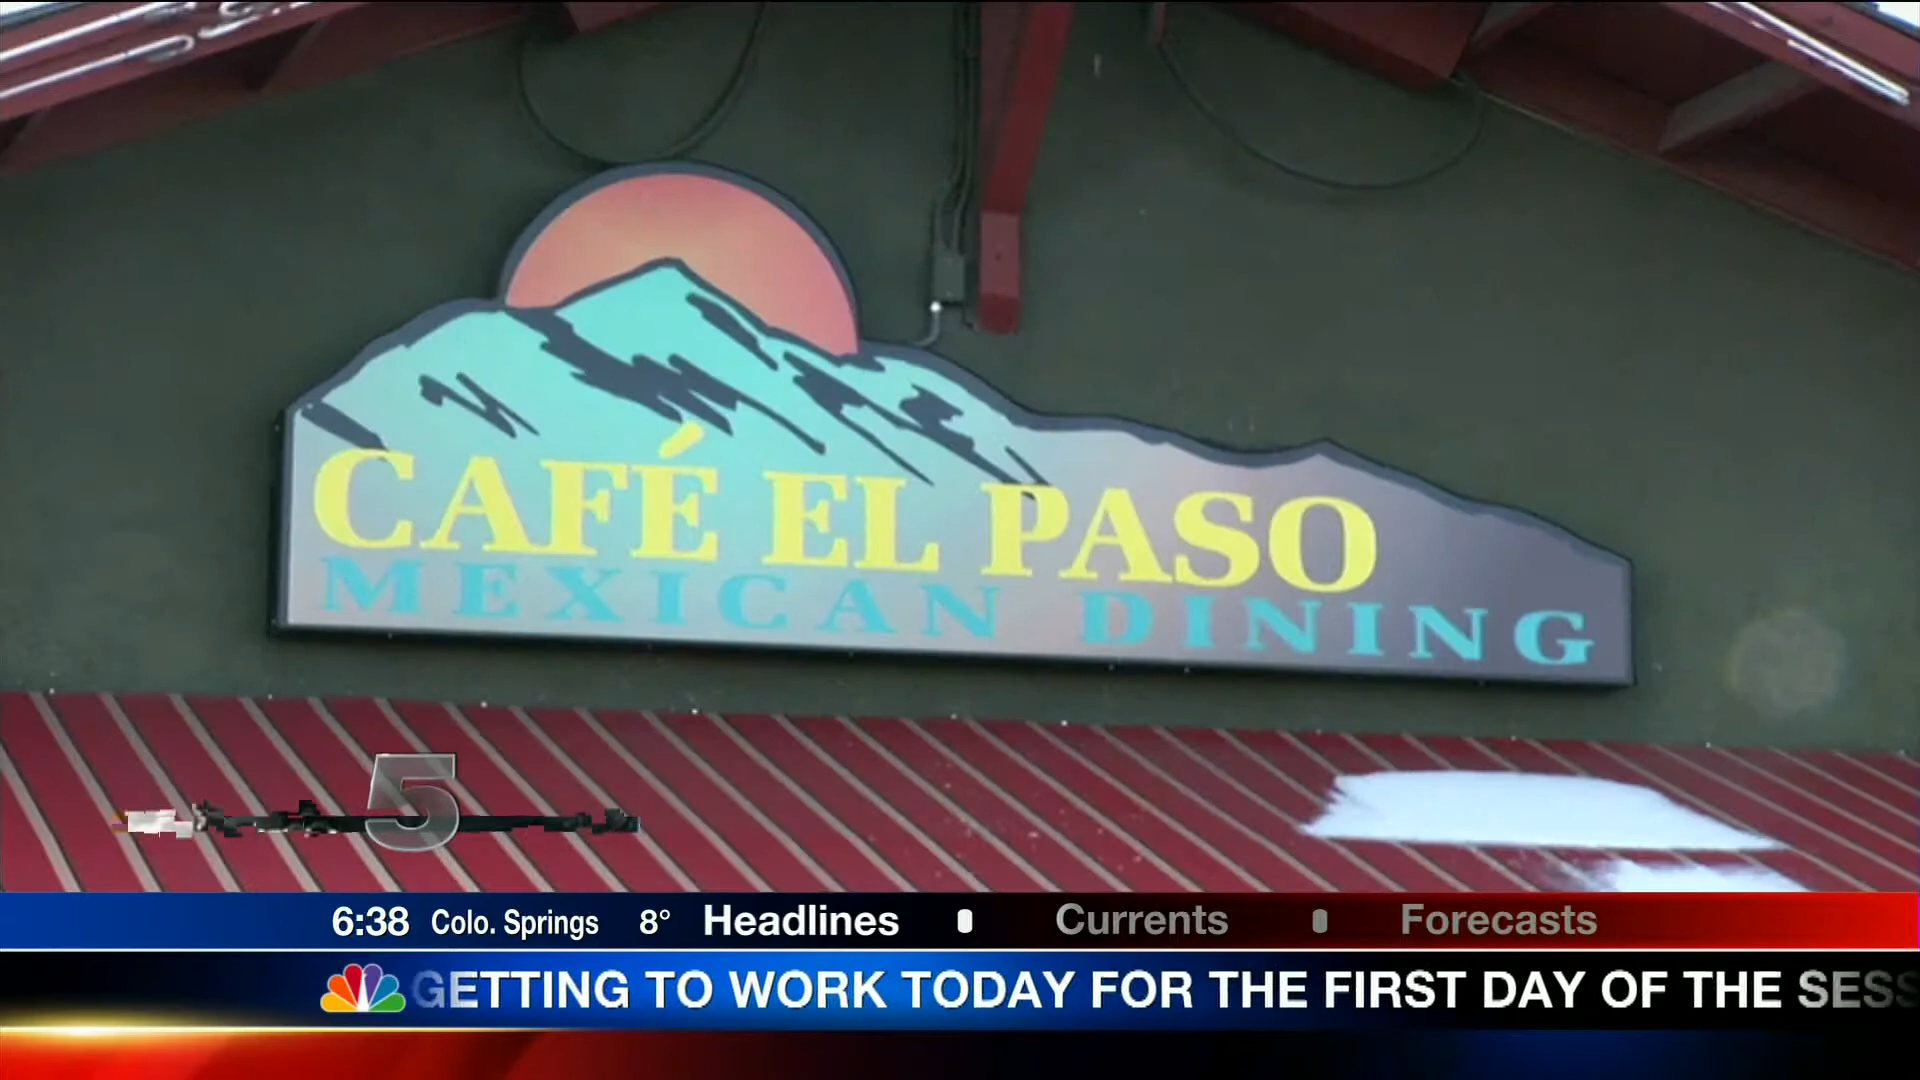 CAFÉ EL PASO
MEXICAN DINING
5
6:38 Colo. Springs 8° Headlines Currents Forecasts
GETTING TO WORK TODAY FOR THE FIRST DAY OF THE SESS